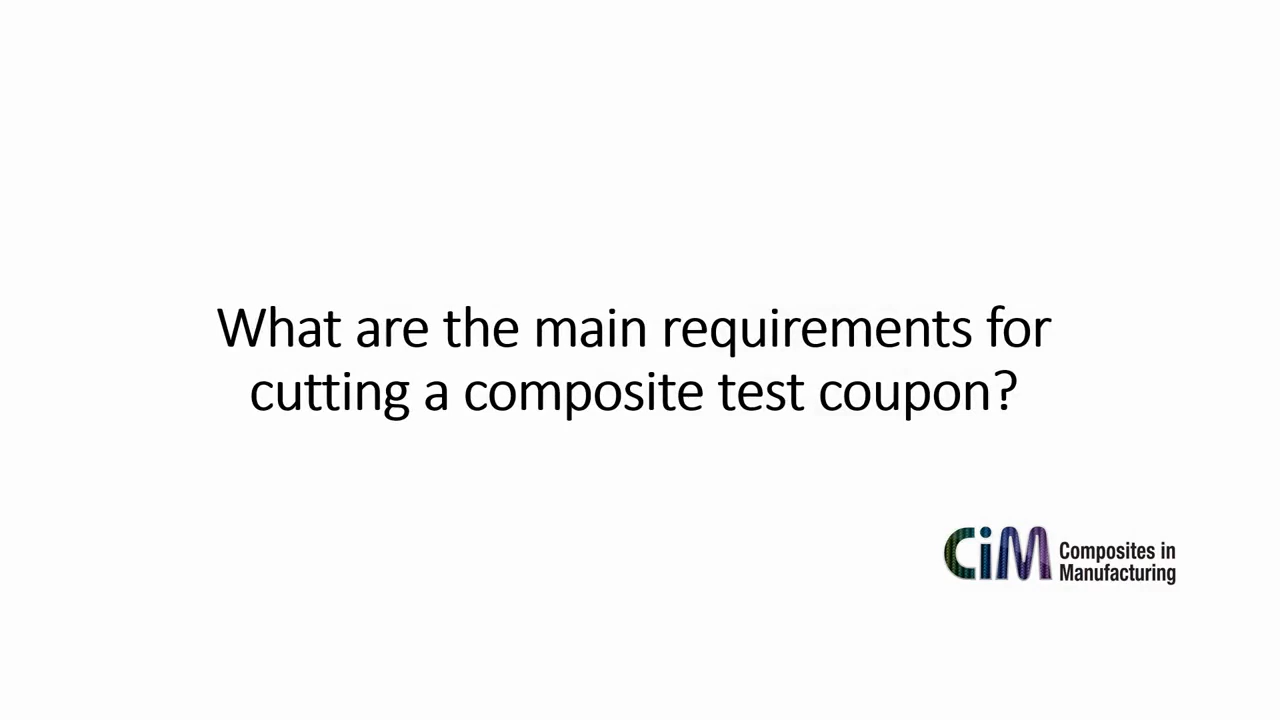 What are the main requirements for
cutting a composite test coupon?
CiM
Composites in
Manufacturing